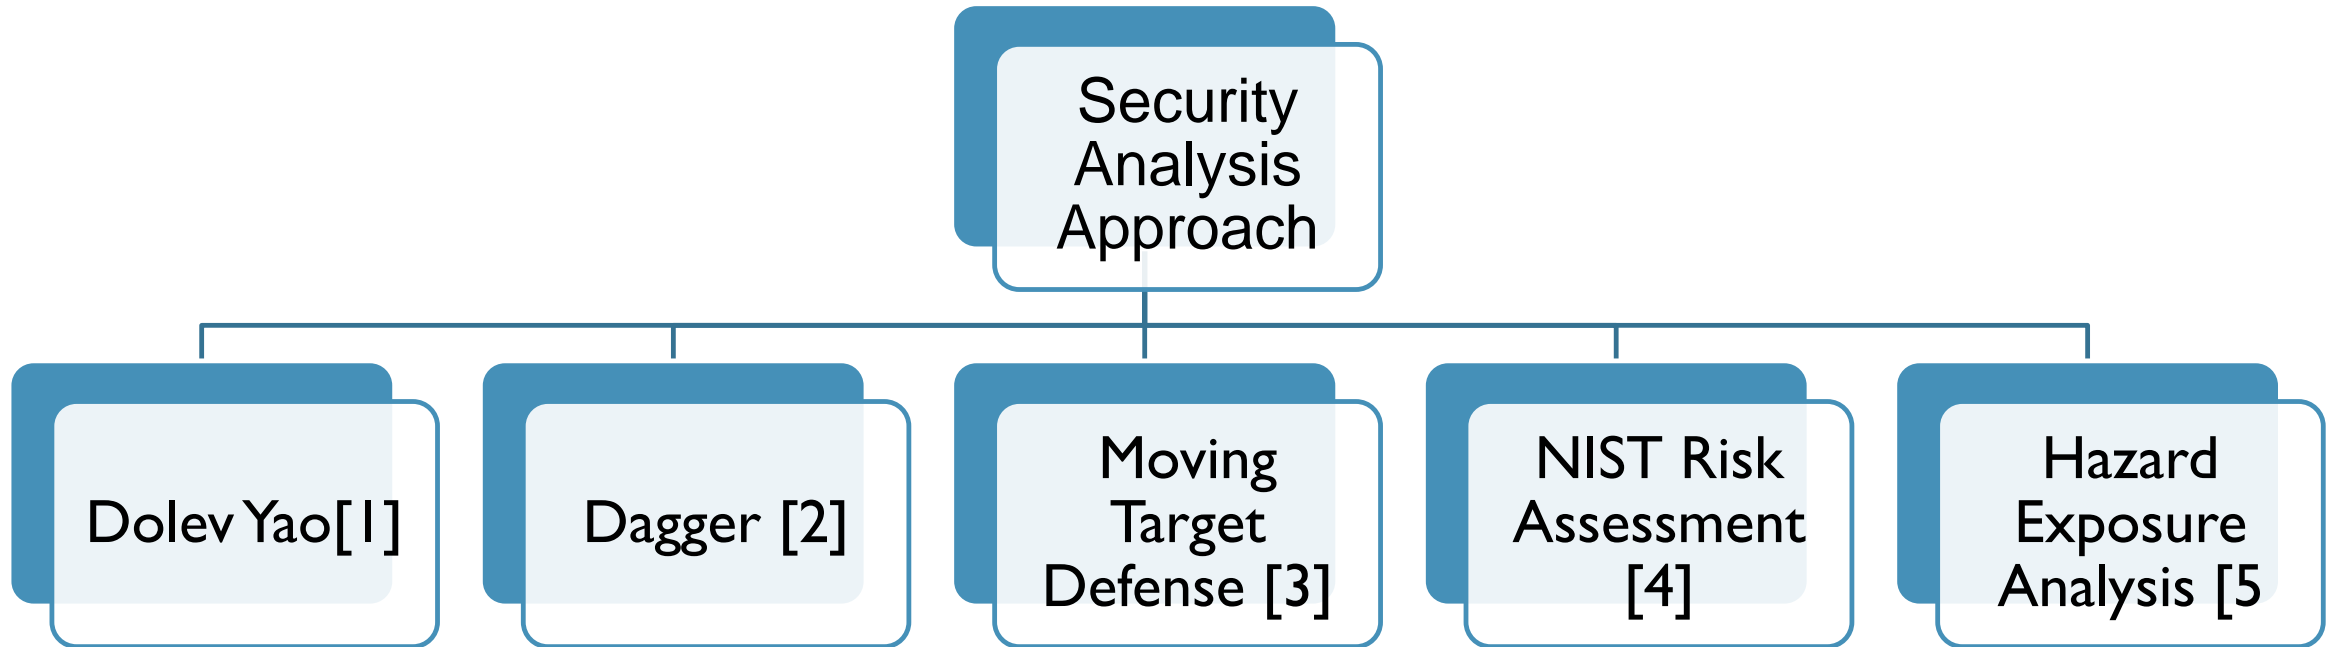 Security
Analysis
Approach
Dolev Yao[1]
Dagger [2]
Moving
Target
Defense [3]
NIST Risk
Assessment
[4]
Hazard
Exposure
Analysis [5